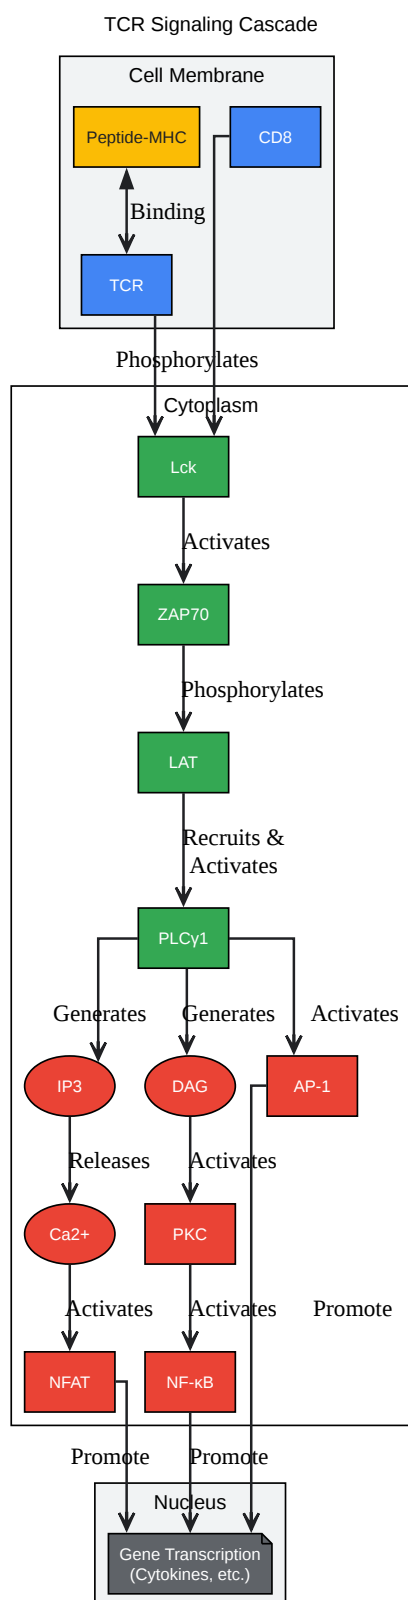 TCR Signaling Cascade
Cell Membrane
Peptide-MHC
CD8
Binding
TCR
Phosphorylates
Cytoplasm
Lck
Activates
ZAP70
Phosphorylates
LAT
Recruits &
Activates
PLCγ1
Generates
Generates
Activates
IP3
DAG
AP-1
Releases
Activates
Ca2+
PKC
Activates
Activates
Promote
NFAT
NF-κB
Promote
Promote
Nucleus
Gene Transcription
(Cytokines, etc.)